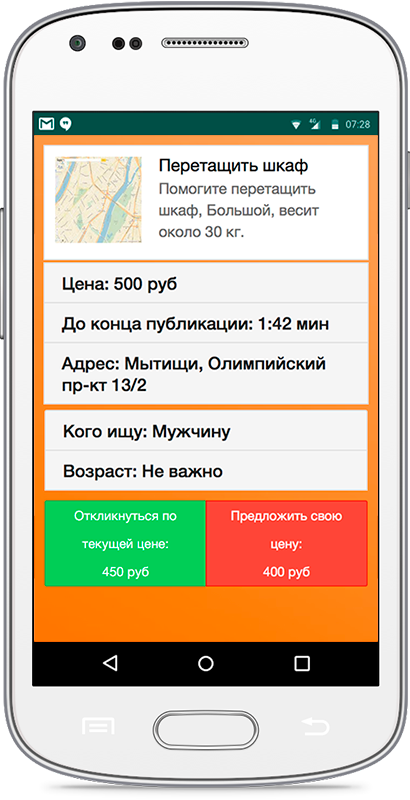 4G 07:28
Перетащить шкаф
Помогите перетащить
шкаф, Большой, весит
около 30 кг.
Цена: 500 руб
До конца публикации: 1:42 мин
Адрес: Мытищи, Олимпийский
пр-кт 13/2
Кого ищу: Мужчину
Возраст: Не важно
Откликнуться по
текущей цене:
450 руб
Предложить свою
цену:
400 руб